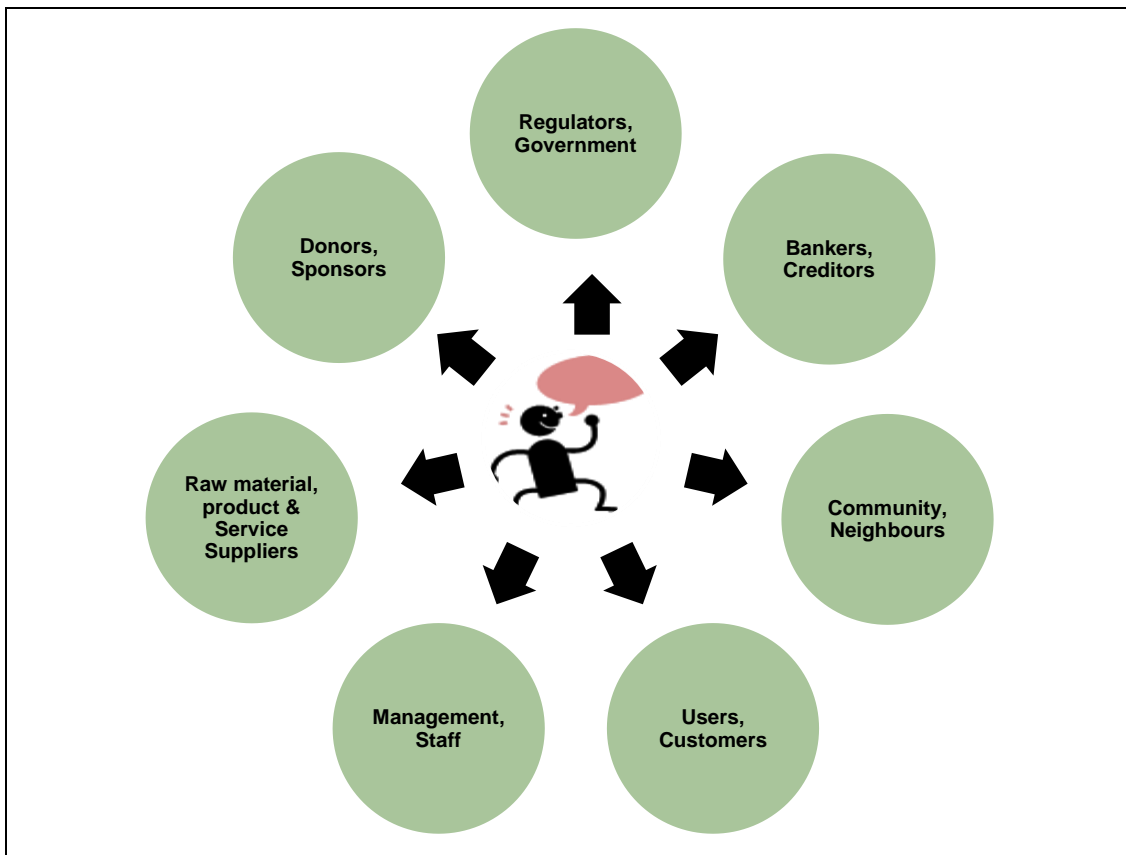 Regulators,
Government
Bankers,
Creditors
Community,
Neighbours
Users,
Customers
Management,
Staff
Raw material,
product &
Service
Suppliers
Donors,
Sponsors